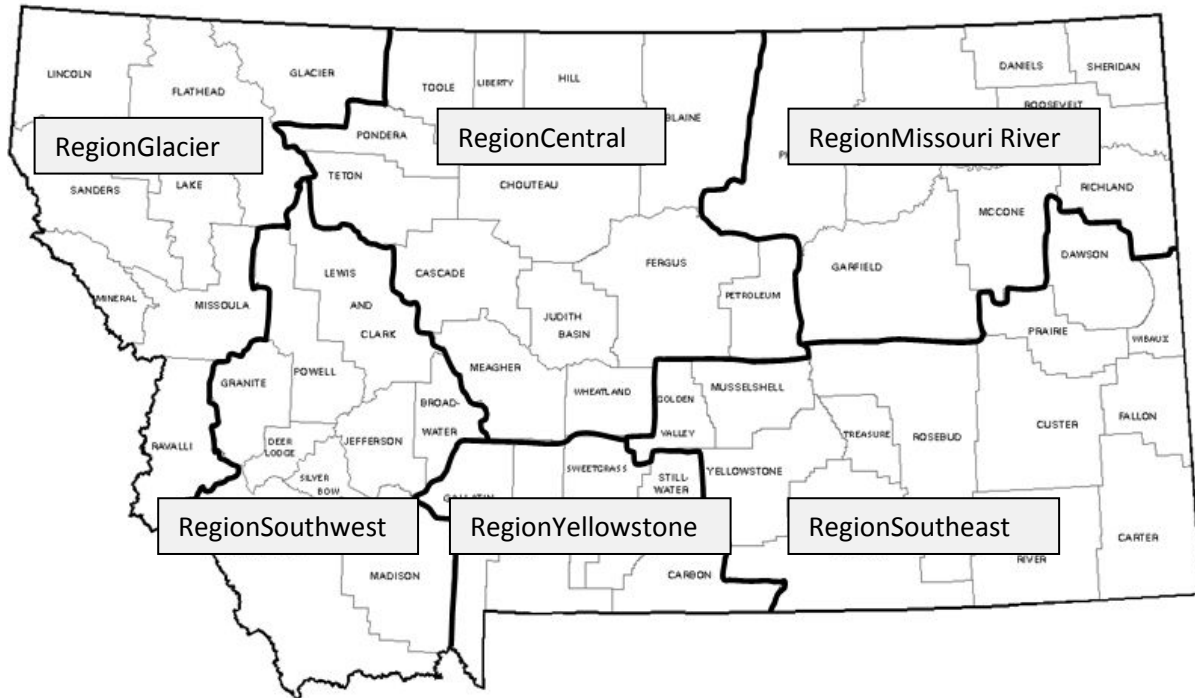 LINCOLN
FLATHEAD
GLACIER
TOOLE
LIBERTY
HILL
BLAINE
DANIELS
SHERIDAN
ROOSEVELT
RegionGlacier
PONDERA
RegionCentral
RegionMissouri River
SANDERS
LAKE
TETON
CHOUTEAU
RICHLAND
MCCONE
MINERAL
MISSOULA
LEWIS
AND
CLARK
CASCADE
FERGUS
GARFIELD
DAWSON
JUDITH
BASIN
PETROLEUM
PRAIRIE
WIBAUX
GRANITE
POWELL
MEAGHER
WHEATLAND
GOLDEN
VALLEY
MUSSELSHELL
BROAD-
WATER
RAVALLI
DEER
LODGE
JEFFERSON
SILVER
BOW
SWEETGRASS
STILL-
WATER
YELLOWSTONE
TREASURE
ROSEBUD
CUSTER
FALLON
RegionSouthwest
RegionYellowstone
RegionSoutheast
MADISON
CARBON
RIVER
CARTER